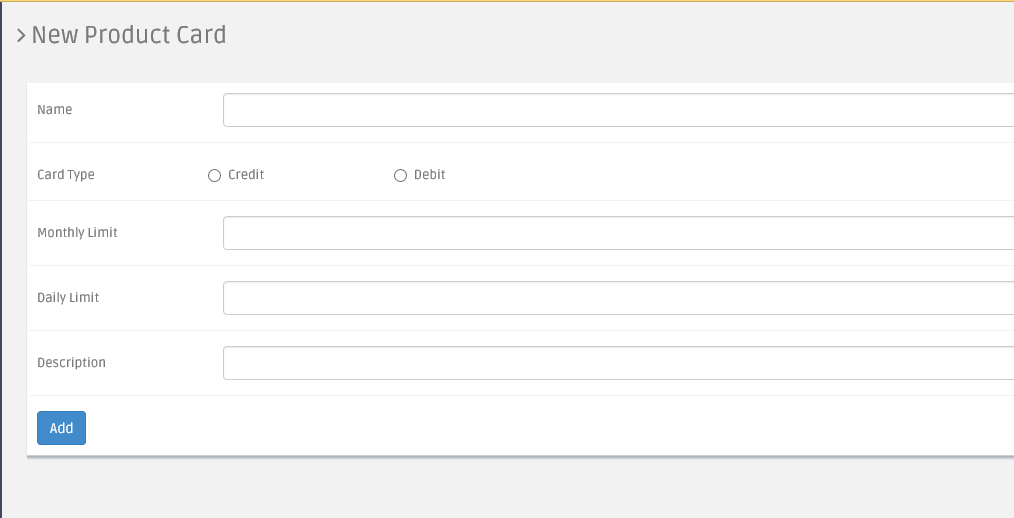 New Product Card
Name
Card Type Credit Debit
Monthly Limit
Daily Limit
Description
Add